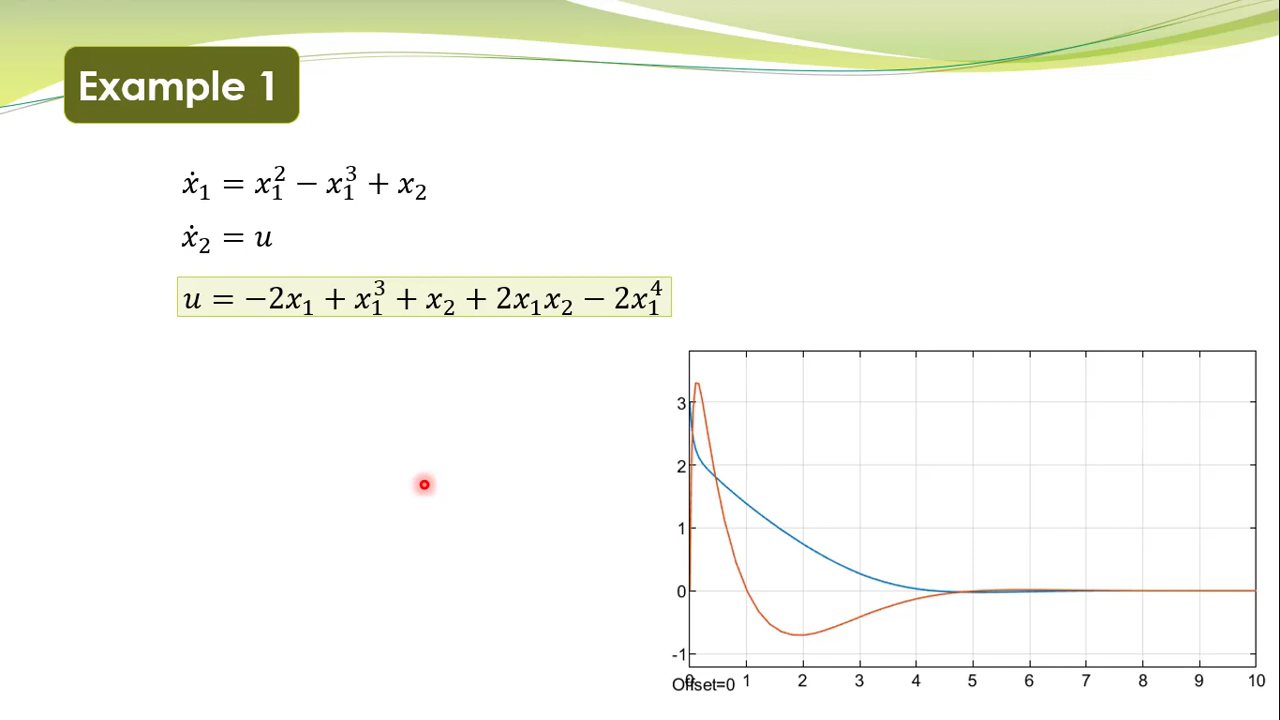 Example 1
ẋ₁ = x₁² − x₁³ + x₂
ẋ₂ = u
u = −2x₁ + x₁³ + x₂ + 2x₁x₂ − 2x₁⁴
3
2
1
0
-1
0 1 2 3 4 5 6 7 8 9 10
Offset=0